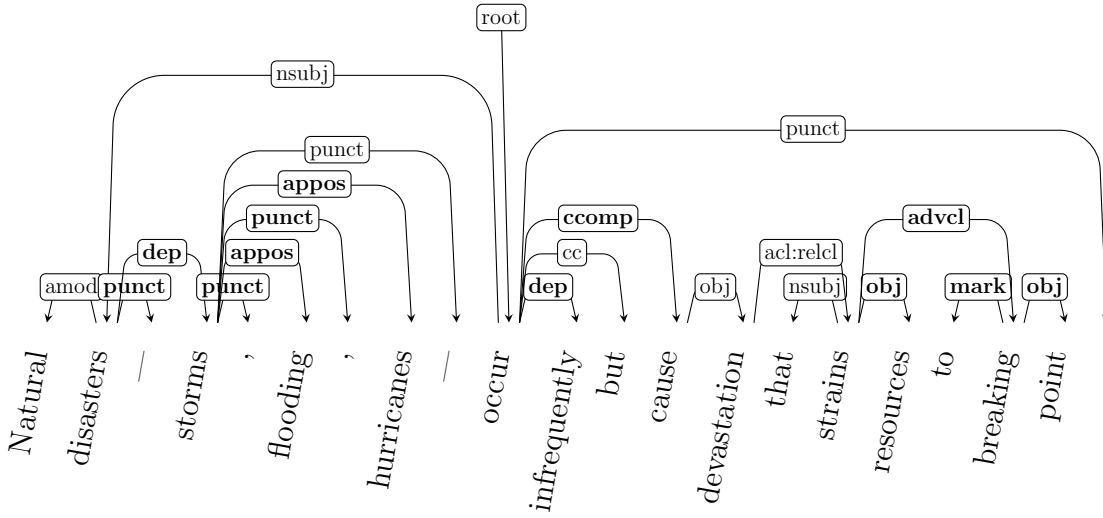 root
nsubj
punct
punct
appos
punct ccomp advcl
dep appos cc acl:relcl
amod punct punct dep obj nsubj obj mark obj
Natural disasters — storms , flooding , hurricanes — occur infrequently but cause devastation that strains resources to breaking point